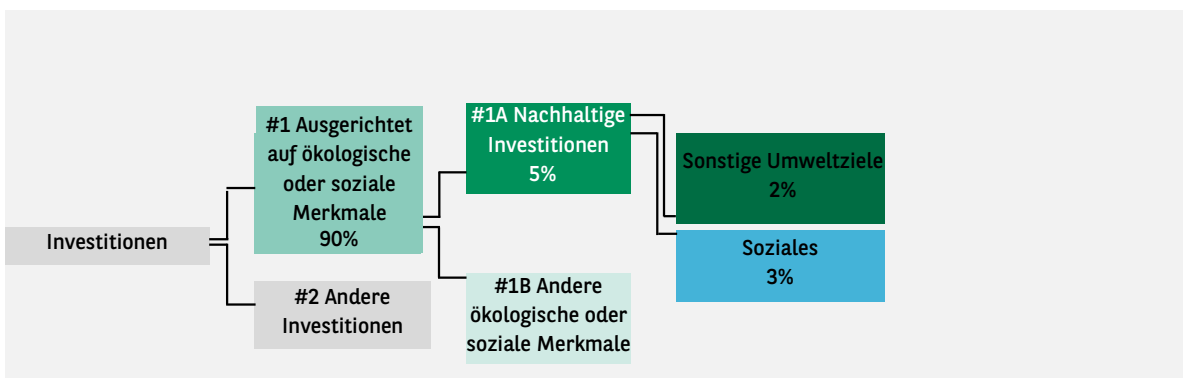 Investitionen
#1 Ausgerichtet
auf ökologische
oder soziale
Merkmale
90%
#2 Andere
Investitionen
#1A Nachhaltige
Investitionen
5%
#1B Andere
ökologische oder
soziale Merkmale
Sonstige Umweltziele
2%
Soziales
3%